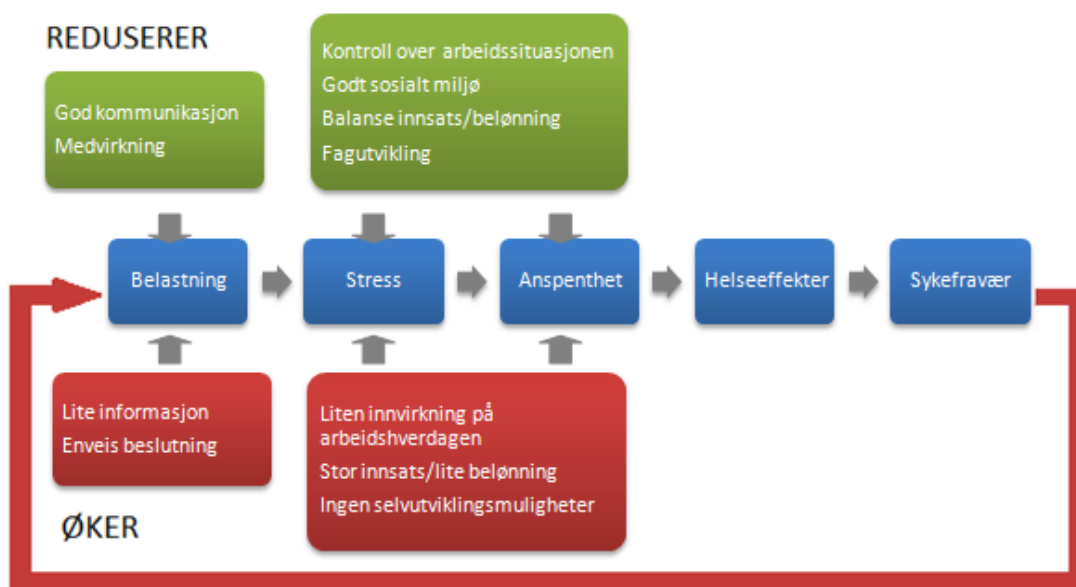 REDUSERER
God kommunikasjon
Medvirkning
Kontroll over arbeidssituasjonen
Godt sosialt miljø
Balanse innsats/belønning
Fagutvikling
Belastning
Stress
Anspenthet
Helseeffekter
Sykefravær
Lite informasjon
Enveis beslutning
Liten innvirkning på
arbeidshverdagen
Stor innsats/lite belønning
Ingen selvutviklingsmuligheter
ØKER